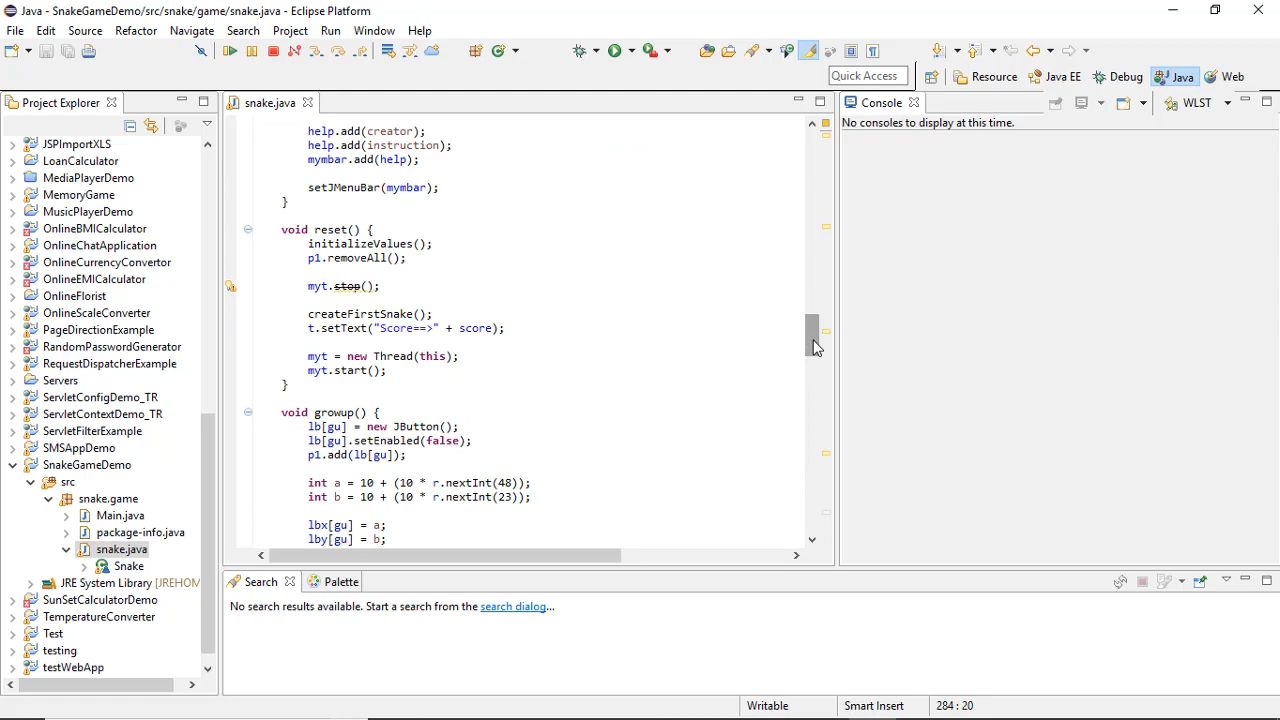 Java - SnakeGameDemo/src/snake/game/snake.java - Eclipse Platform
File Edit Source Refactor Navigate Search Project Run Window Help
Quick Access
Resource Java EE Debug Java Web
Project Explorer
JSPImportXLS
LoanCalculator
MediaPlayerDemo
MemoryGame
MusicPlayerDemo
OnlineBMICalculator
OnlineChatApplication
OnlineCurrencyConvertor
OnlineEMICalculator
OnlineFlorist
OnlineScaleConverter
PageDirectionExample
RandomPasswordGenerator
RequestDispatcherExample
Servers
ServletConfigDemo_TR
ServletContextDemo_TR
ServletFilterExample
SMSAppDemo
SnakeGameDemo
src
snake.game
Main.java
package-info.java
snake.java
Snake
JRE System Library [JREHOM
SunSetCalculatorDemo
TemperatureConverter
Test
testing
testWebApp
snake.java
help.add(creator);
help.add(instruction);
mymbar.add(help);
setJMenuBar(mymbar);
}
void reset() {
initializeValues();
p1.removeAll();
myt.stop();
createFirstSnake();
t.setText("Score==>" + score);
myt = new Thread(this);
myt.start();
}
void growup() {
lb[gu] = new JButton();
lb[gu].setEnabled(false);
p1.add(lb[gu]);
int a = 10 + (10 * r.nextInt(48));
int b = 10 + (10 * r.nextInt(23));
lbx[gu] = a;
lby[gu] = b;
Console
WLST
No consoles to display at this time.
Search Palette
No search results available. Start a search from the search dialog...
Writable Smart Insert 284 : 20